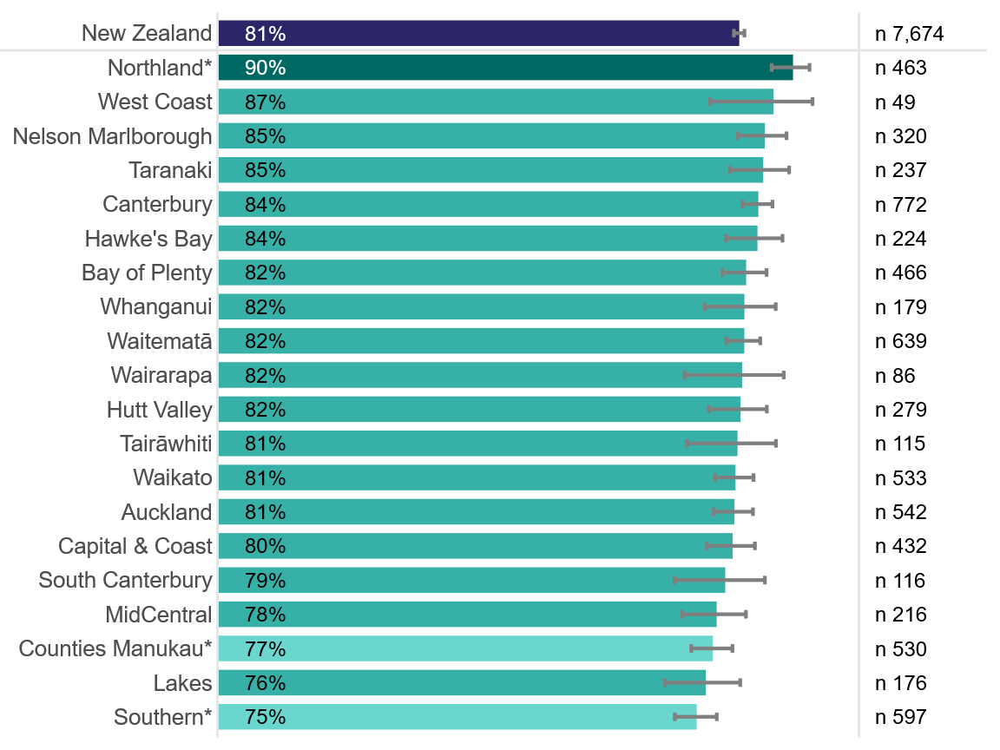 New Zealand 81% n 7,674
Northland* 90% n 463
West Coast 87% n 49
Nelson Marlborough 85% n 320
Taranaki 85% n 237
Canterbury 84% n 772
Hawke's Bay 84% n 224
Bay of Plenty 82% n 466
Whanganui 82% n 179
Waitematā 82% n 639
Wairarapa 82% n 86
Hutt Valley 82% n 279
Tairāwhiti 81% n 115
Waikato 81% n 533
Auckland 81% n 542
Capital & Coast 80% n 432
South Canterbury 79% n 116
MidCentral 78% n 216
Counties Manukau* 77% n 530
Lakes 76% n 176
Southern* 75% n 597